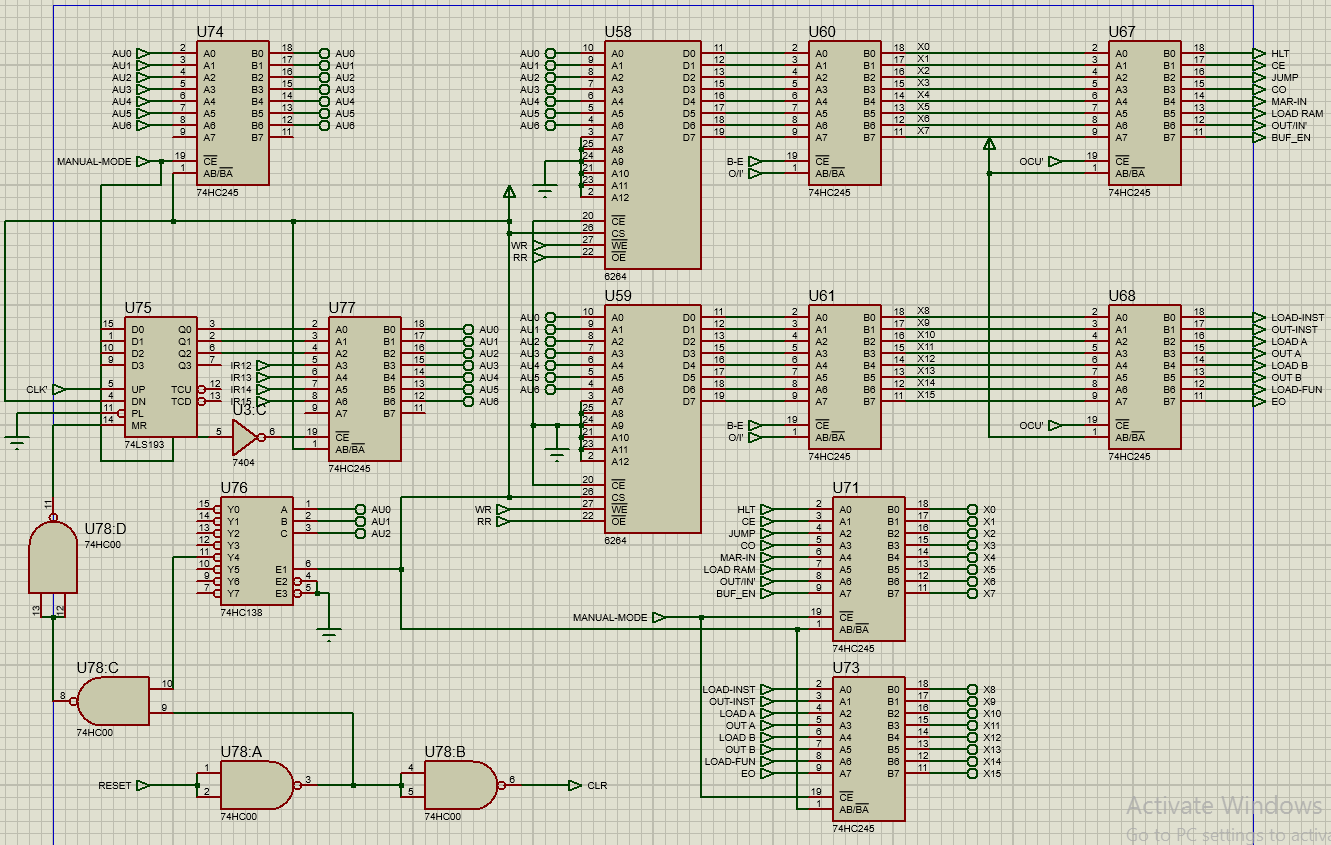 U74
AU0 2 A0 B0 18 AU0
AU1 3 A1 B1 17 AU1
AU2 4 A2 B2 16 AU2
AU3 5 A3 B3 15 AU3
AU4 6 A4 B4 14 AU4
AU5 7 A5 B5 13 AU5
AU6 8 A6 B6 12 AU6
9 A7 B7 11
MANUAL-MODE 19 CE
1 AB/BA
74HC245
U58
AU0 10 A0 D0 11
AU1 9 A1 D1 12
AU2 8 A2 D2 13
AU3 7 A3 D3 15
AU4 6 A4 D4 16
AU5 5 A5 D5 17
AU6 4 A6 D6 18
3 A7 D7 19
25 A8
24 A9
21 A10
23 A11
2 A12
20 CE
26 CS
WR 27 WE
RR 22 OE
6264
U60
2 A0 B0 18 X0
3 A1 B1 17 X1
4 A2 B2 16 X2
5 A3 B3 15 X3
6 A4 B4 14 X4
7 A5 B5 13 X5
8 A6 B6 12 X6
9 A7 B7 11 X7
B-E 19 CE
O/I' 1 AB/BA
74HC245
U67
2 A0 B0 18 HLT
3 A1 B1 17 CE
4 A2 B2 16 JUMP
5 A3 B3 15 CO
6 A4 B4 14 MAR-IN
7 A5 B5 13 LOAD RAM
8 A6 B6 12 OUT/IN'
9 A7 B7 11 BUF_EN
OCU' 19 CE
1 AB/BA
74HC245
U75
15 D0 Q0 3
1 D1 Q1 2
10 D2 Q2 6
9 D3 Q3 7
CLK' 5 UP TCU 12
4 DN TCD 13
11 PL
14 MR
74LS193
U3:C
5 6
7404
U77
2 A0 B0 18 AU0
3 A1 B1 17 AU1
4 A2 B2 16 AU2
IR12 5 A3 B3 15 AU3
IR13 6 A4 B4 14 AU4
IR14 7 A5 B5 13 AU5
IR15 8 A6 B6 12 AU6
9 A7 B7 11
19 CE
1 AB/BA
74HC245
U59
AU0 10 A0 D0 11
AU1 9 A1 D1 12
AU2 8 A2 D2 13
AU3 7 A3 D3 15
AU4 6 A4 D4 16
AU5 5 A5 D5 17
AU6 4 A6 D6 18
3 A7 D7 19
25 A8
24 A9
21 A10
23 A11
2 A12
20 CE
26 CS
WR 27 WE
RR 22 OE
6264
U61
2 A0 B0 18 X8
3 A1 B1 17 X9
4 A2 B2 16 X10
5 A3 B3 15 X11
6 A4 B4 14 X12
7 A5 B5 13 X13
8 A6 B6 12 X14
9 A7 B7 11 X15
B-E 19 CE
O/I' 1 AB/BA
74HC245
U68
2 A0 B0 18 LOAD-INST
3 A1 B1 17 OUT-INST
4 A2 B2 16 LOAD A
5 A3 B3 15 OUT A
6 A4 B4 14 LOAD B
7 A5 B5 13 OUT B
8 A6 B6 12 LOAD-FUN
9 A7 B7 11 EO
OCU' 19 CE
1 AB/BA
74HC245
U76
15 Y0 A 1 AU0
14 Y1 B 2 AU1
13 Y2 C 3 AU2
12 Y3
11 Y4
10 Y5 E1 6
9 Y6 E2 4
7 Y7 E3 5
74HC138
U78:D
74HC00
11
13 12
U71
HLT 2 A0 B0 18 X0
CE 3 A1 B1 17 X1
JUMP 4 A2 B2 16 X2
CO 5 A3 B3 15 X3
MAR-IN 6 A4 B4 14 X4
LOAD RAM 7 A5 B5 13 X5
OUT/IN' 8 A6 B6 12 X6
BUF_EN 9 A7 B7 11 X7
MANUAL-MODE 19 CE
1 AB/BA
74HC245
U78:C
8 10
9
74HC00
U73
LOAD-INST 2 A0 B0 18 X8
OUT-INST 3 A1 B1 17 X9
LOAD A 4 A2 B2 16 X10
OUT A 5 A3 B3 15 X11
LOAD B 6 A4 B4 14 X12
OUT B 7 A5 B5 13 X13
LOAD-FUN 8 A6 B6 12 X14
EO 9 A7 B7 11 X15
19 CE
1 AB/BA
74HC245
U78:A
RESET 1 3
2
74HC00
U78:B
4 6 CLR
5
74HC00
Activate Windows
Go to PC settings to activa